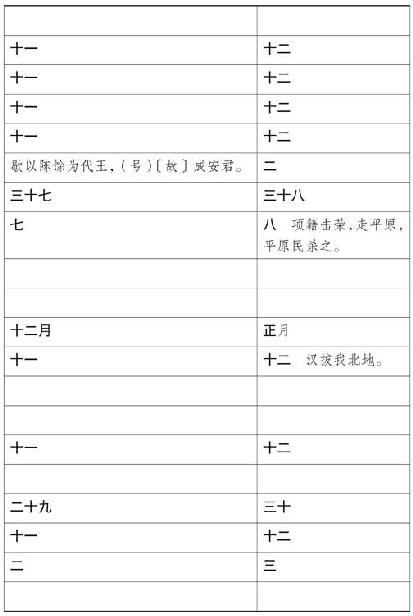 十一 十二
十一 十二
十一 十二
十一 十二
歇以陈馀为代王，（号）〔故〕成安君。 二
三十七 三十八
七 八　项籍击荣，走平原，
平原民杀之。
十二月 正月
十一 十二　汉拔我北地。
十一 十二
二十九 三十
十一 十二
二 三